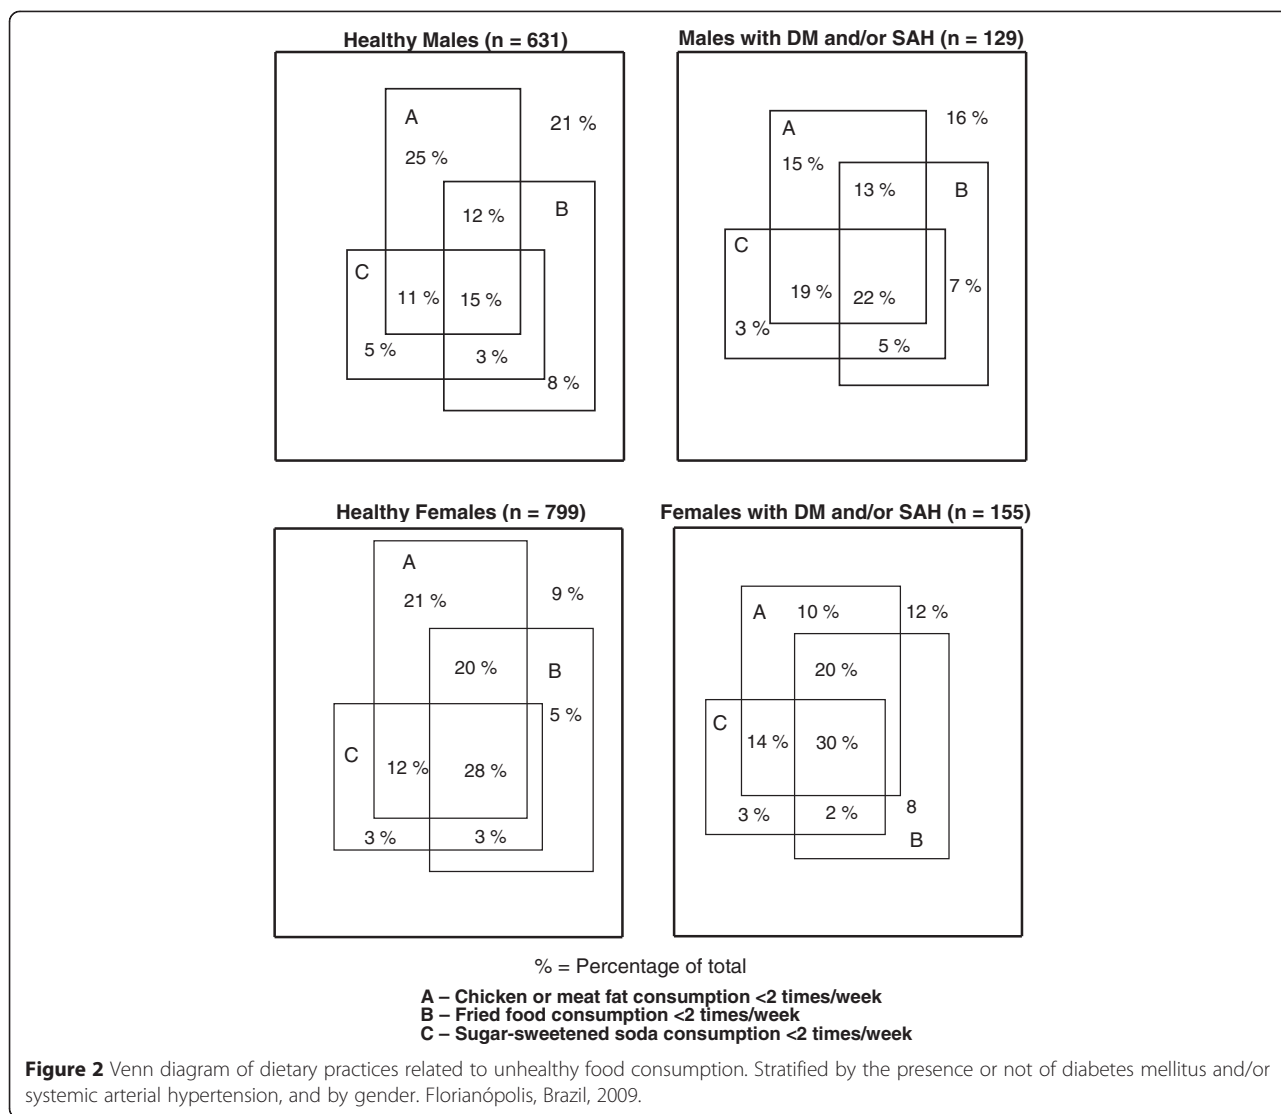 Healthy Males (n = 631)
A
21 %
25 %
12 %
B
C
11 %
15 %
5 %
3 %
8 %
Males with DM and/or SAH (n = 129)
16 %
A
15 %
13 %
B
C
19 %
22 %
7 %
3 %
5 %
Healthy Females (n = 799)
A
9 %
21 %
20 %
B
5 %
C
12 %
28 %
3 %
3 %
Females with DM and/or SAH (n = 155)
A
10 %
12 %
20 %
C
14 %
30 %
3 %
2 %
8
B
% = Percentage of total
A – Chicken or meat fat consumption <2 times/week
B – Fried food consumption <2 times/week
C – Sugar-sweetened soda consumption <2 times/week
Figure 2 Venn diagram of dietary practices related to unhealthy food consumption. Stratified by the presence or not of diabetes mellitus and/or
systemic arterial hypertension, and by gender. Florianópolis, Brazil, 2009.